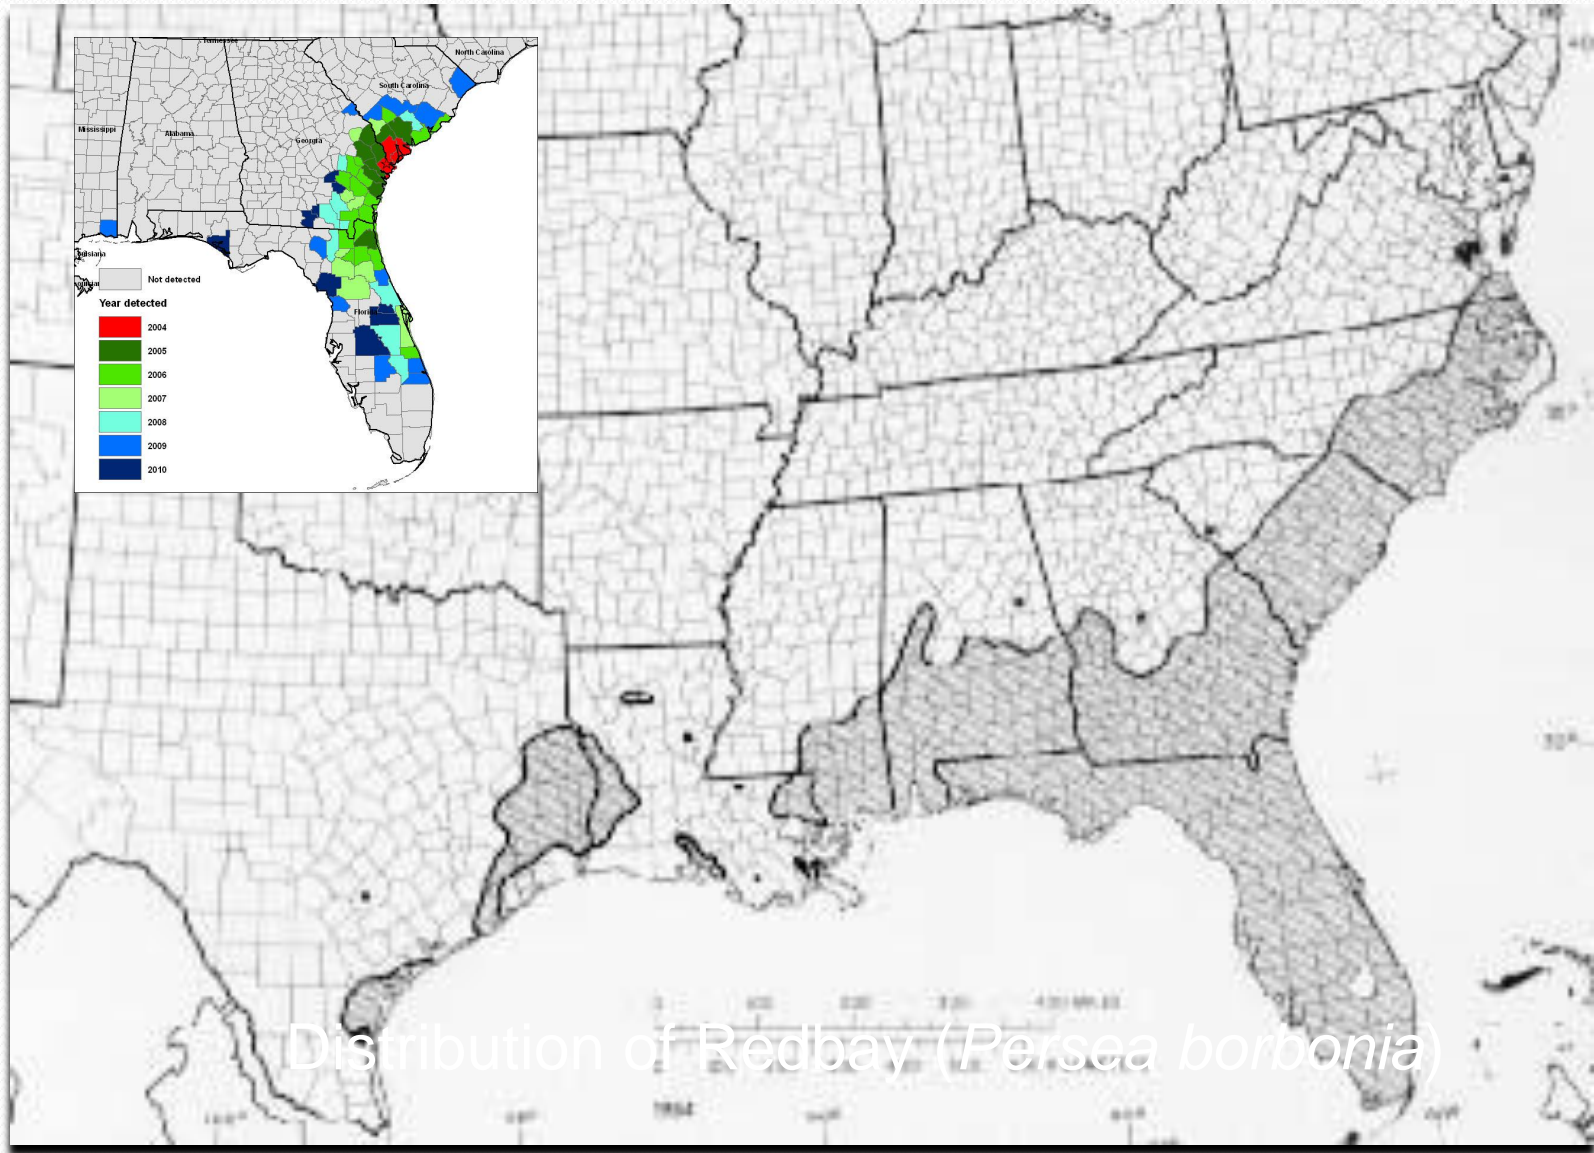 Tennessee
North Carolina
South Carolina
Mississippi
Alabama
Georgia
Florida
Not detected
Year detected
2004
2005
2006
2007
2008
2009
2010
Distribution of Redbay (Persea borbonia)